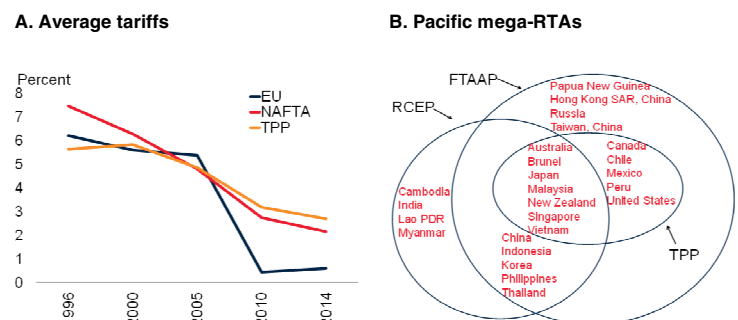 A. Average tariffs
Percent
8
7
6
5
4
3
2
1
0
EU
NAFTA
TPP
996
2000
2005
2010
2014
B. Pacific mega-RTAs
FTAAP
RCEP
Papua New Guinea
Hong Kong SAR, China
Russia
Taiwan, China
Australia
Brunei
Japan
Malaysia
New Zealand
Singapore
Vietnam
Canada
Chile
Mexico
Peru
United States
Cambodia
India
Lao PDR
Myanmar
China
Indonesia
Korea
Philippines
Thailand
TPP